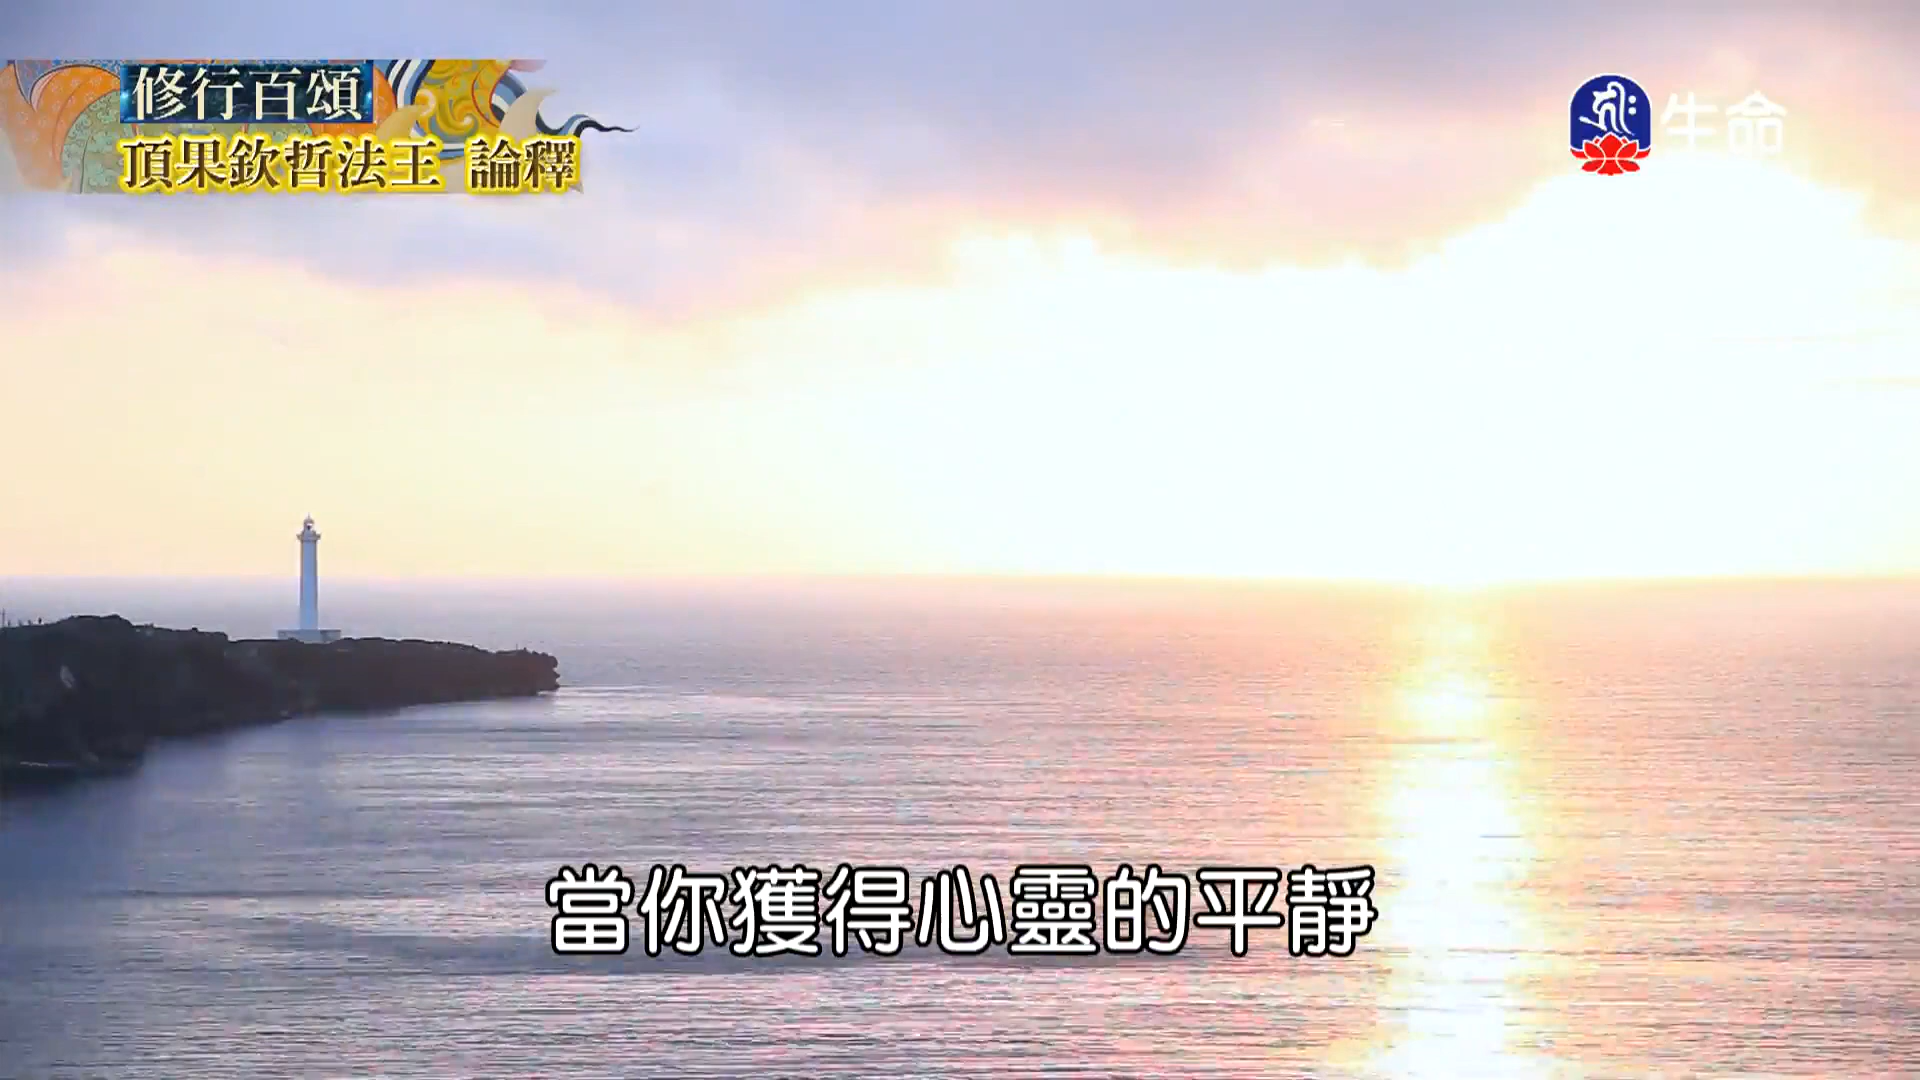 修行百頌
頂果欽哲法王 論釋
生命
當你獲得心靈的平靜